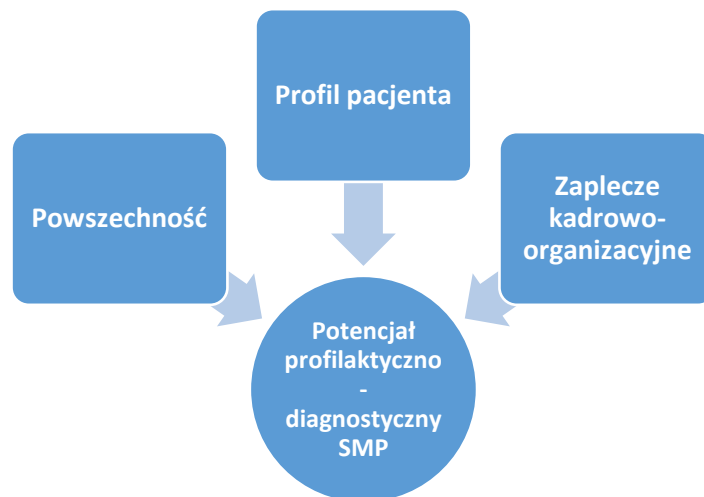 Profil pacjenta
Powszechność
Zaplecze
kadrowo-
organizacyjne
Potencjał
profilaktyczno
-
diagnostyczny
SMP